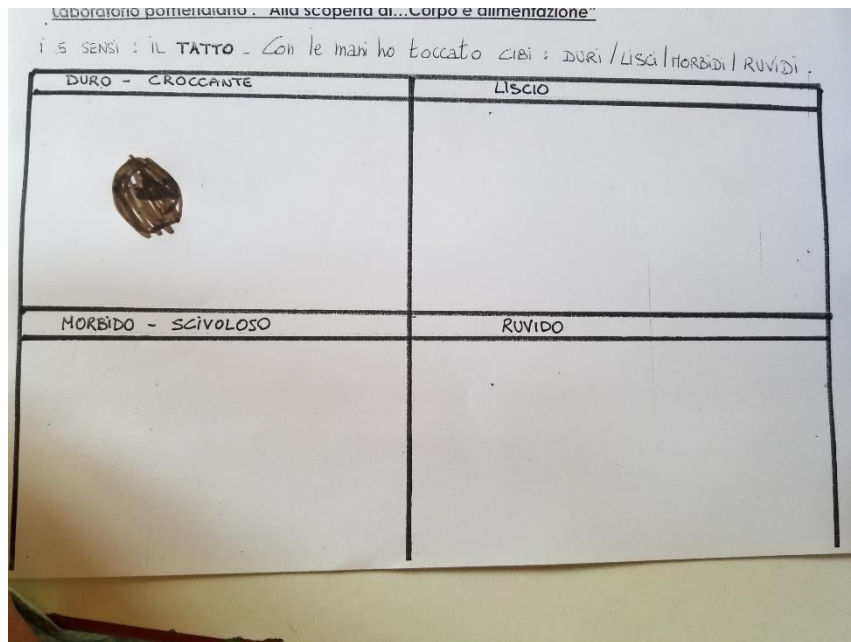 Laboratorio pomeridiano : "Alla scoperta di...Corpo e alimentazione"
i 5 SENSi : iL TATTO - Con le mani ho toccato CiBi : DURi / LiSCi / MORBiDi / RUViDi .
DURO - CROCCANTE
LiSCiO
MORBiDO - SCiVOLOSO
RUViDO